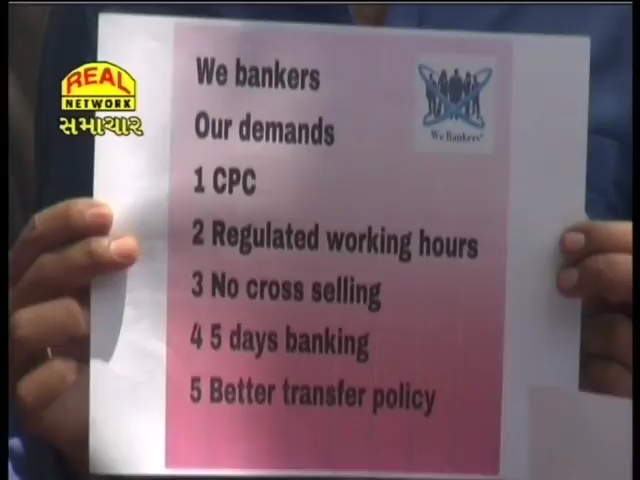 REAL
NETWORK
સમાચાર
We bankers
Our demands
1 CPC
2 Regulated working hours
3 No cross selling
4 5 days banking
5 Better transfer policy
We Bankers'